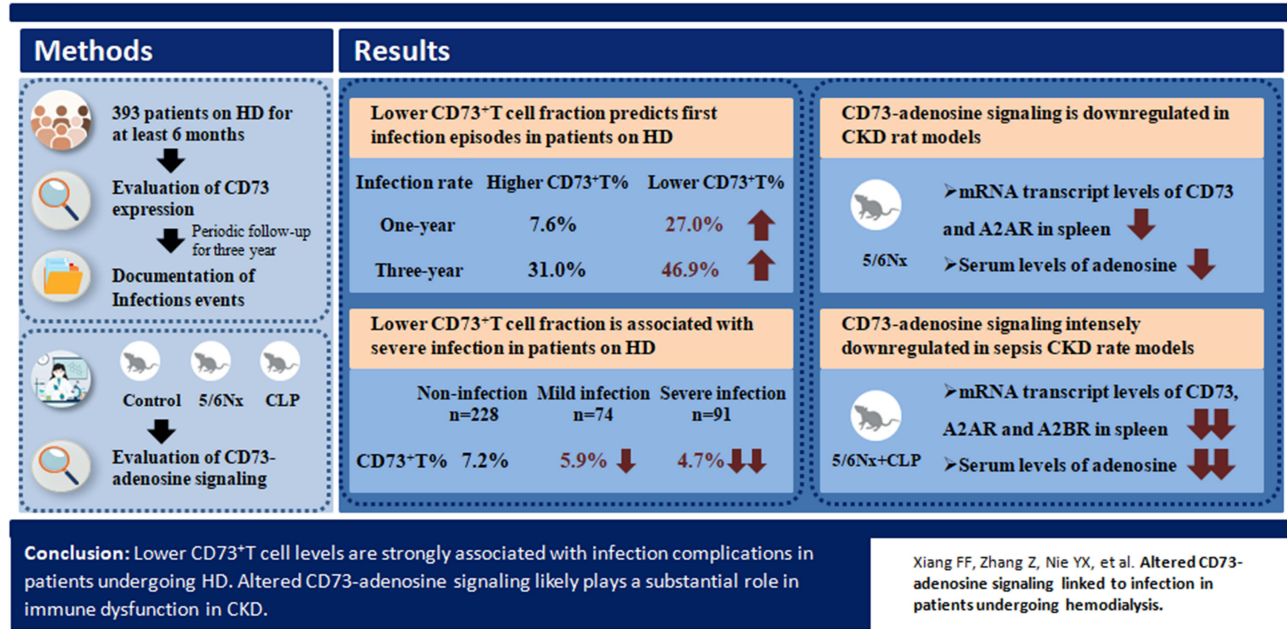 Methods
393 patients on HD for
at least 6 months
Evaluation of CD73
expression
Periodic follow-up
for three year
Documentation of
Infections events
Control 5/6Nx CLP
Evaluation of CD73-
adenosine signaling
Results
Lower CD73⁺T cell fraction predicts first
infection episodes in patients on HD
Infection rate Higher CD73⁺T% Lower CD73⁺T%
One-year 7.6% 27.0%
Three-year 31.0% 46.9%
Lower CD73⁺T cell fraction is associated with
severe infection in patients on HD
Non-infection Mild infection Severe infection
n=228 n=74 n=91
CD73⁺T% 7.2% 5.9% 4.7%
CD73-adenosine signaling is downregulated in
CKD rat models
➢mRNA transcript levels of CD73
and A2AR in spleen
5/6Nx
➢Serum levels of adenosine
CD73-adenosine signaling intensely
downregulated in sepsis CKD rate models
➢mRNA transcript levels of CD73,
A2AR and A2BR in spleen
5/6Nx+CLP
➢Serum levels of adenosine
Conclusion: Lower CD73⁺T cell levels are strongly associated with infection complications in
patients undergoing HD. Altered CD73-adenosine signaling likely plays a substantial role in
immune dysfunction in CKD.
Xiang FF, Zhang Z, Nie YX, et al. Altered CD73-
adenosine signaling linked to infection in
patients undergoing hemodialysis.